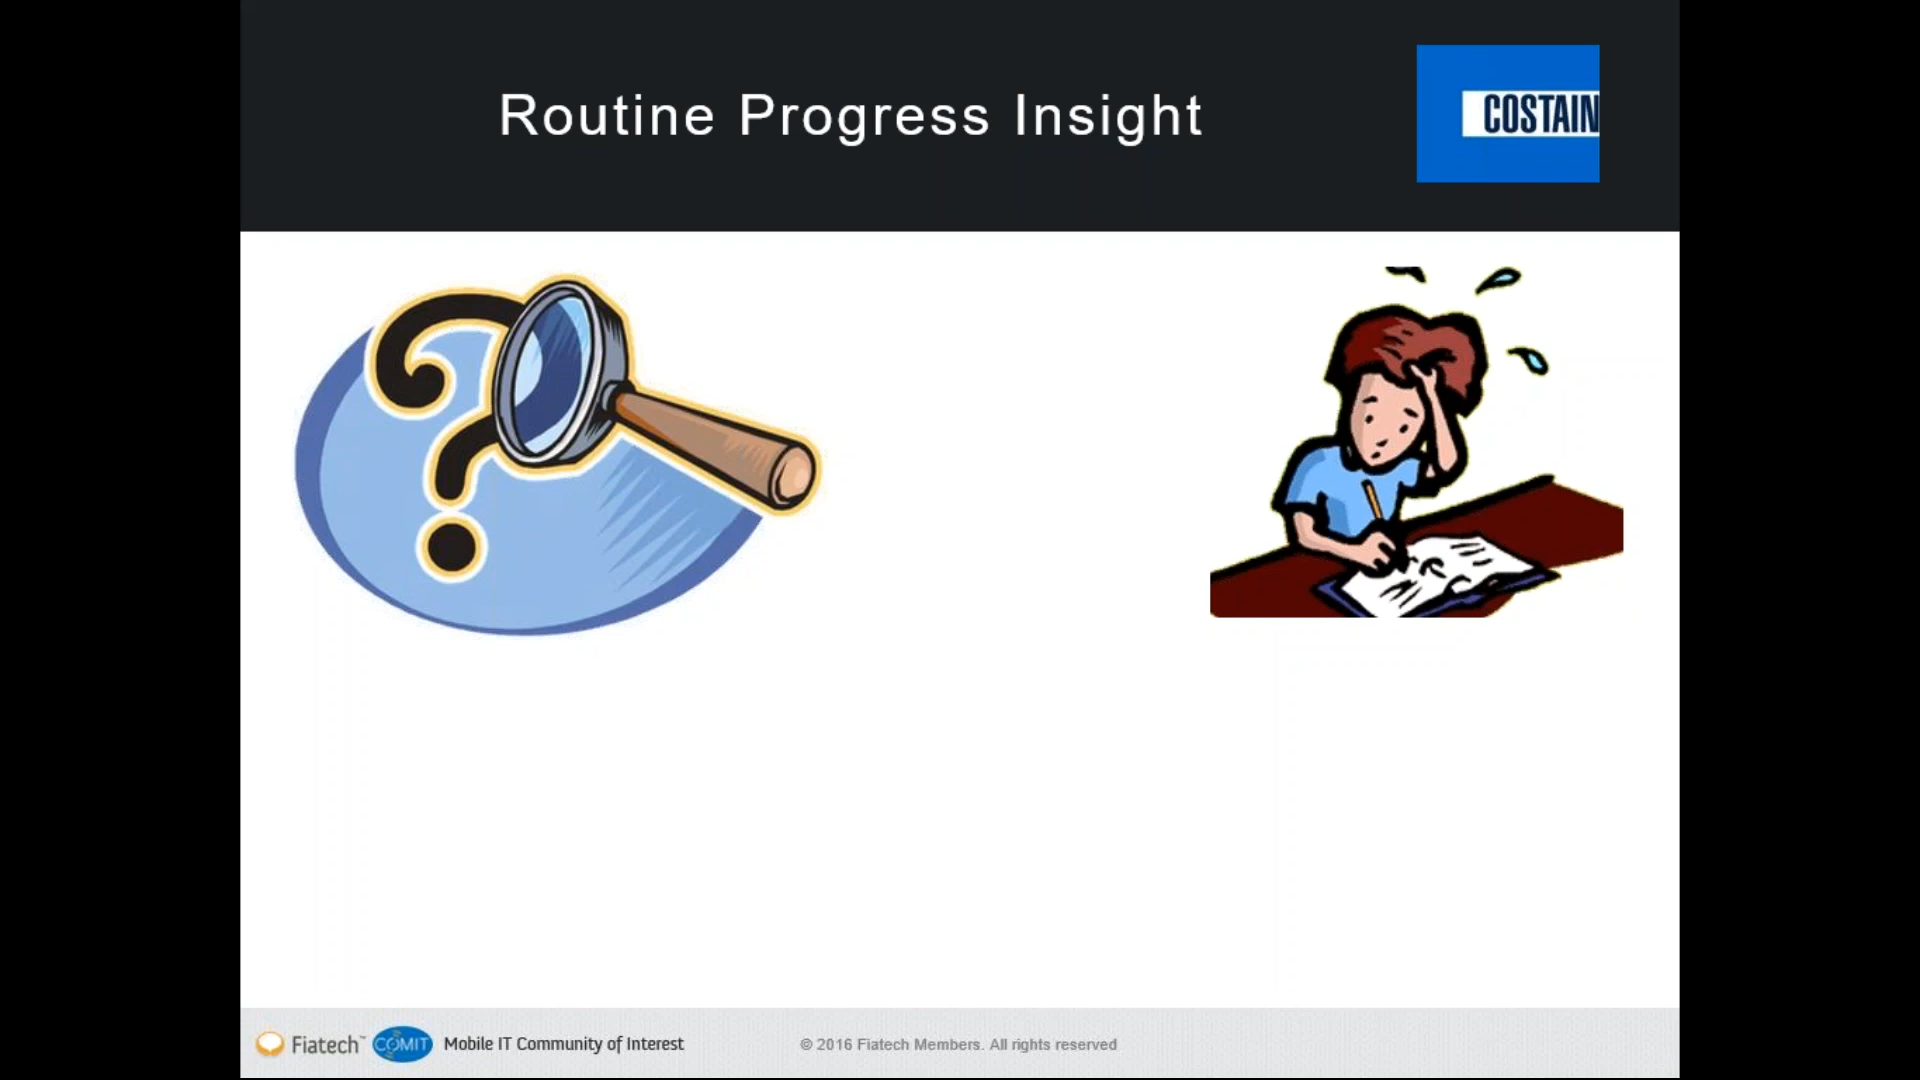 Routine Progress Insight
COSTAIN
Fiatech™ COMIT Mobile IT Community of Interest
© 2016 Fiatech Members. All rights reserved